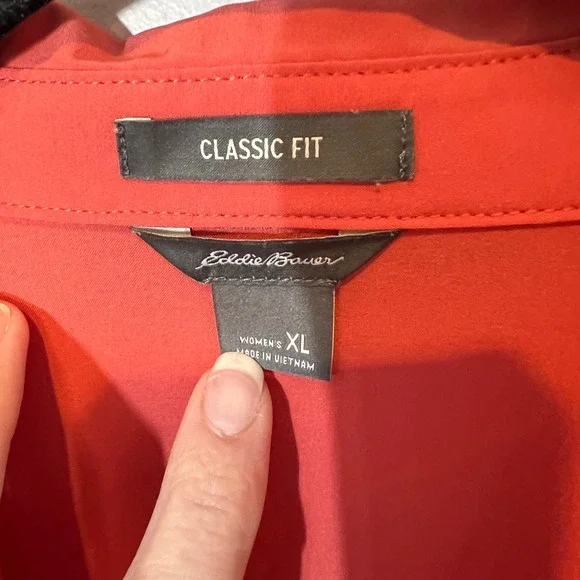 CLASSIC FIT
Eddie Bauer
WOMEN'S XL
MADE IN VIETNAM